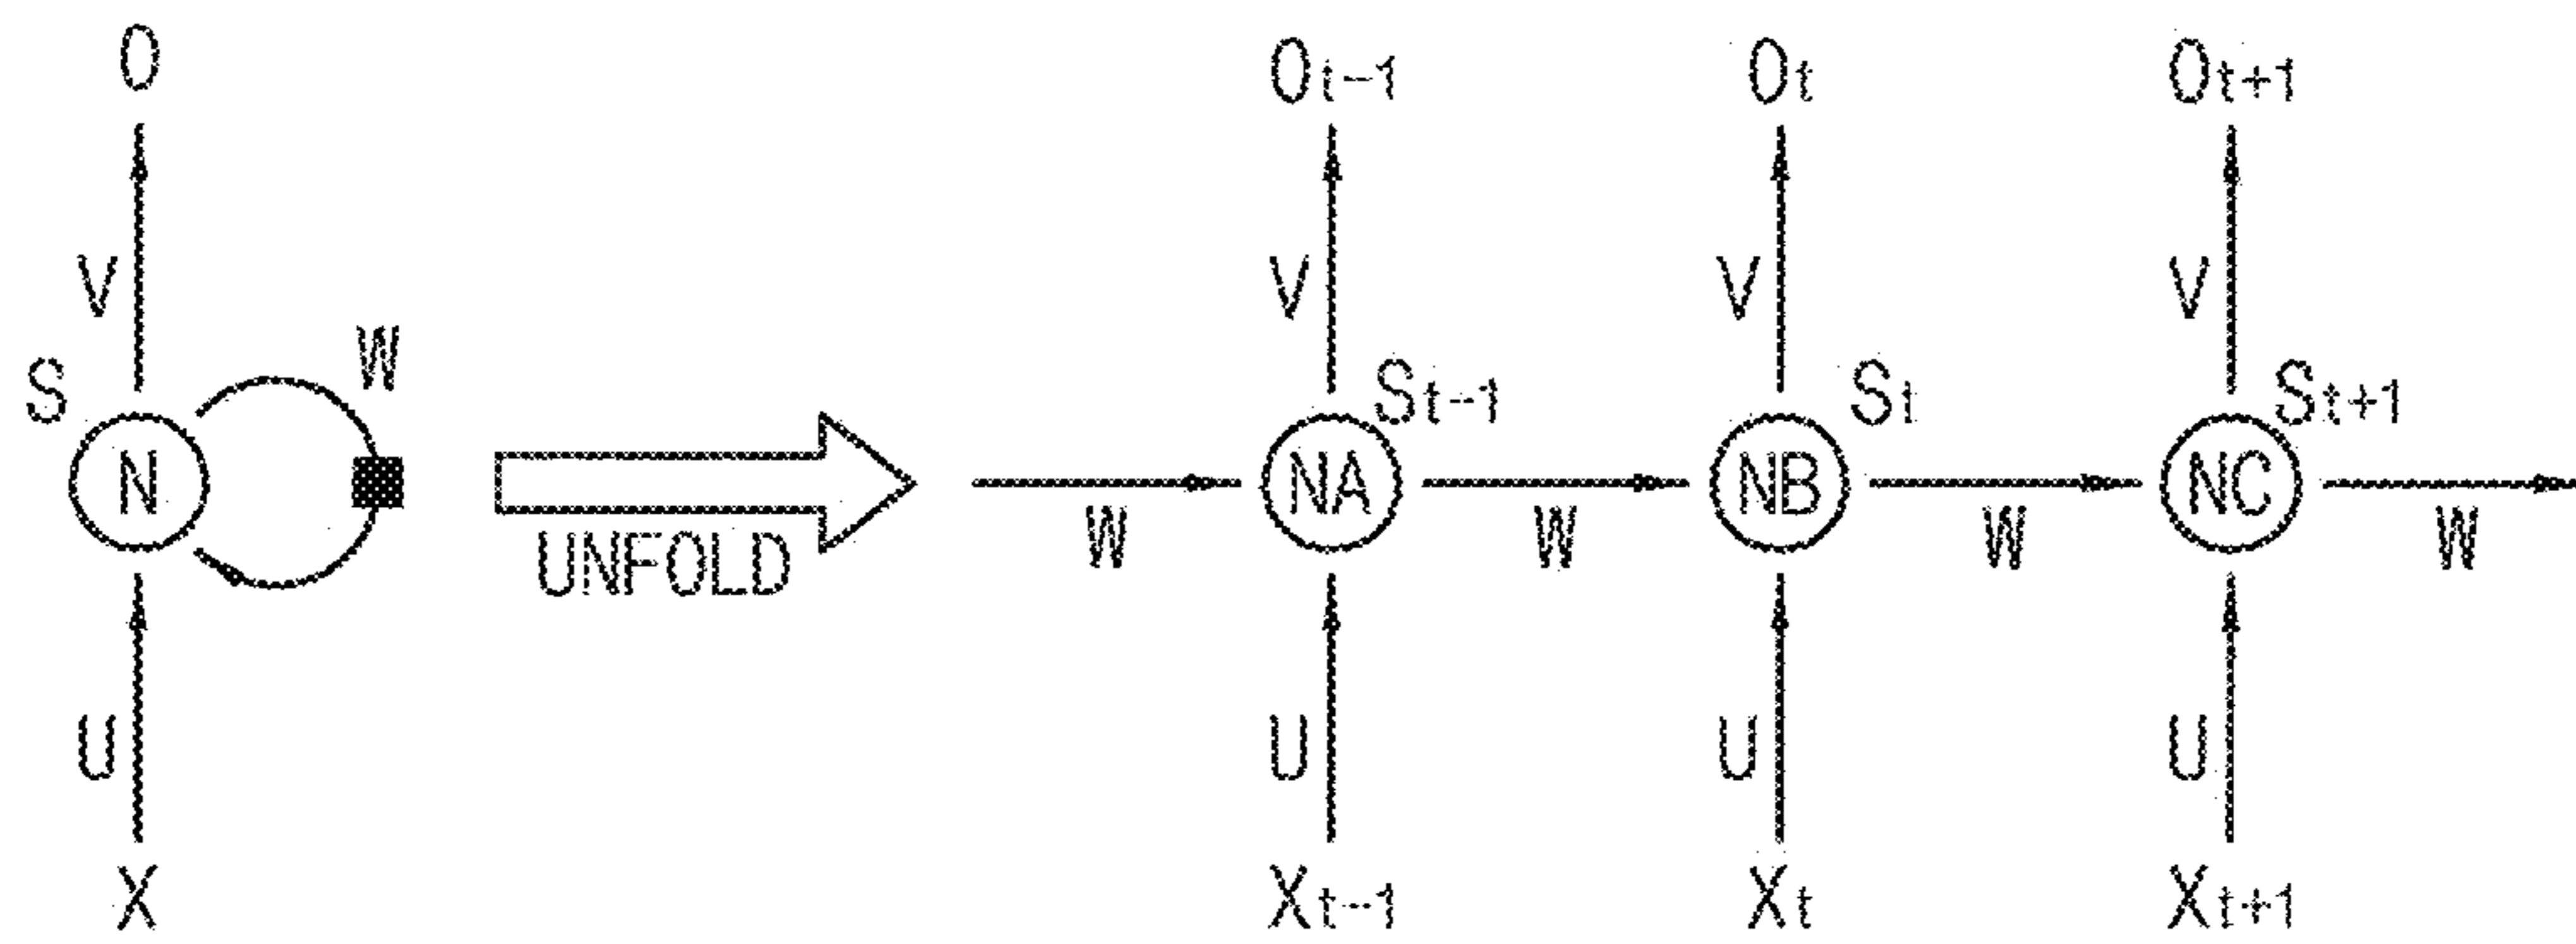 O Ot-1 Ot Ot+1
V V V V
W
S St-1 St St+1
N NA NB NC
W W W W
UNFOLD
U U U U
X Xt-1 Xt Xt+1